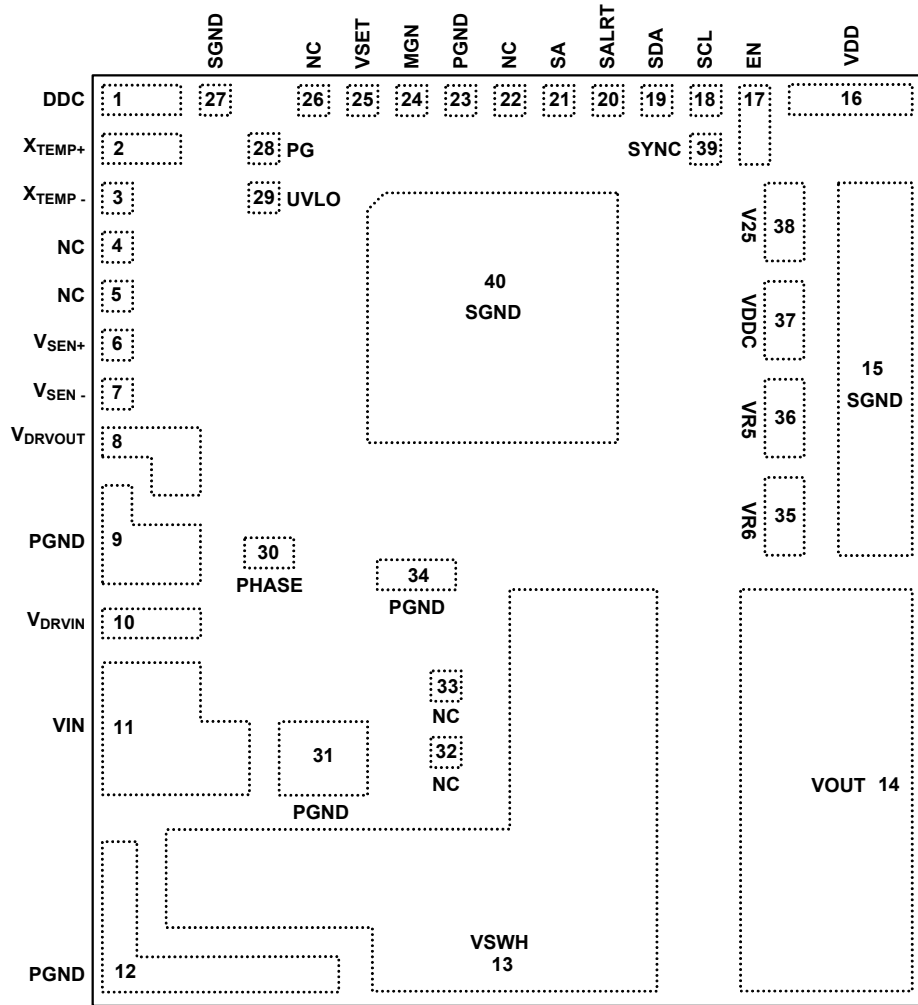 SGND NC VSET MGN PGND NC SA SALRT SDA SCL EN VDD
DDC 1 27 26 25 24 23 22 21 20 19 18 17 16
XTEMP+ 2 28 PG SYNC 39
XTEMP - 3 29 UVLO
NC 4
V25 38
40
SGND
NC 5
VDDC 37
VSEN+ 6
15
SGND
VSEN - 7
VR5 36
VDRVOUT 8
VR6 35
PGND 9
30
PHASE
34
PGND
VDRVIN 10
33
NC
VIN 11
31
PGND
32
NC
VOUT 14
VSWH
13
PGND 12